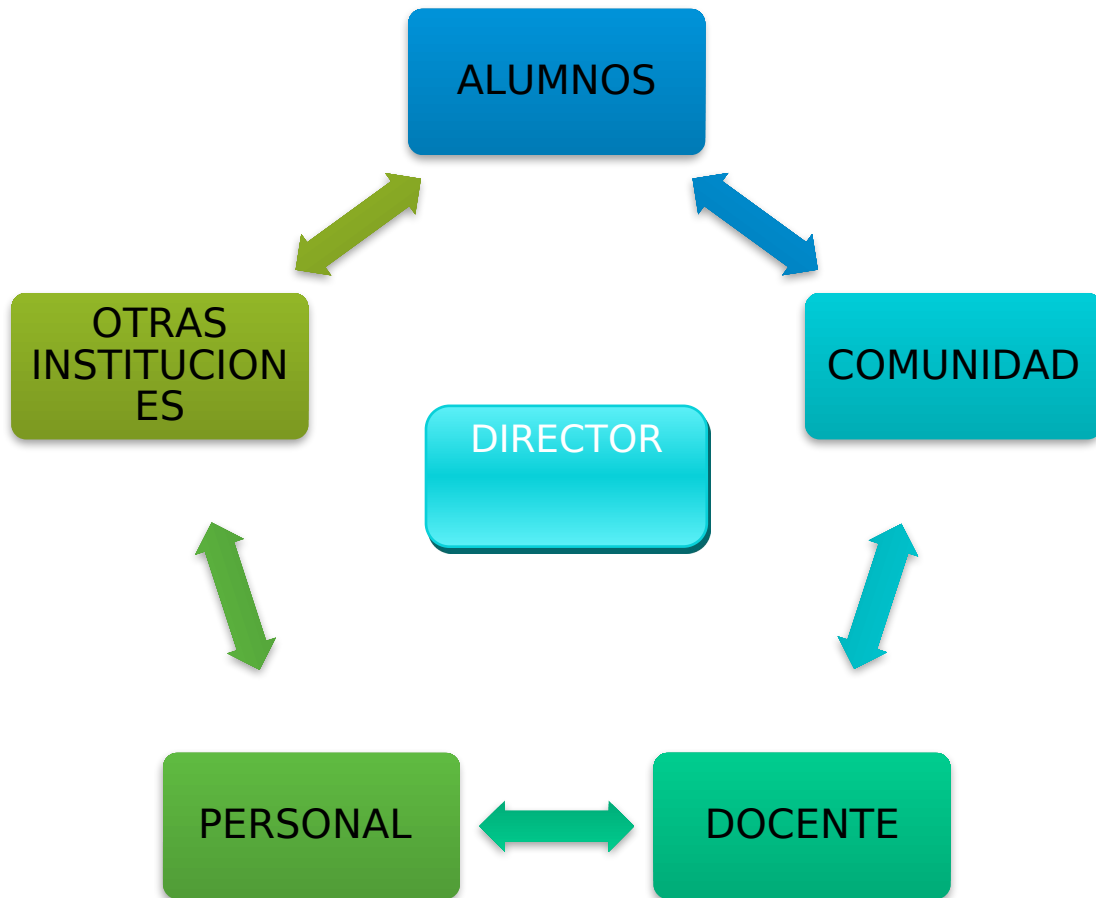 ALUMNOS
OTRAS
INSTITUCION
ES
COMUNIDAD
DIRECTOR
PERSONAL
DOCENTE